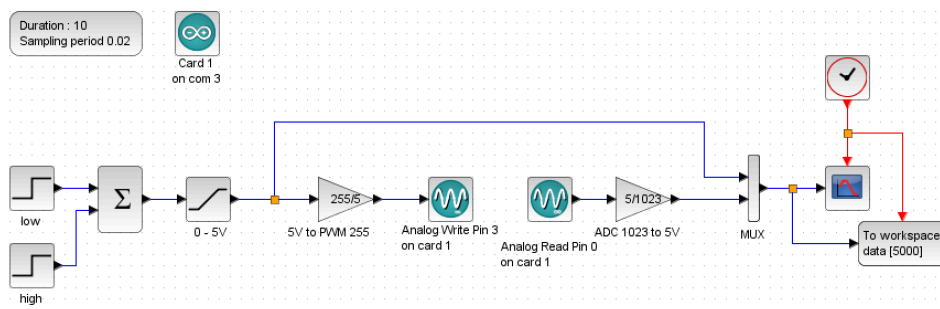 Duration : 10
Sampling period 0.02
Card 1
on com 3
low
high
Σ
0 - 5V
255/5
5V to PWM 255
Analog Write Pin 3
on card 1
Analog Read Pin 0
on card 1
5/1023
ADC 1023 to 5V
MUX
To workspace
data [5000]